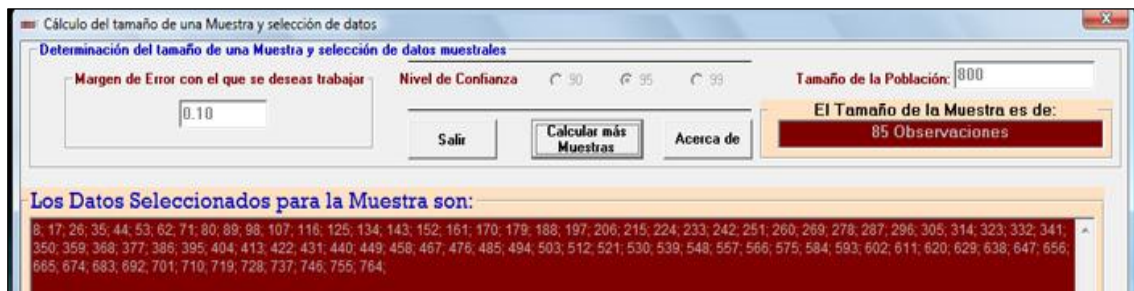 Cálculo del tamaño de una Muestra y selección de datos
Determinación del tamaño de una Muestra y selección de datos muestrales
Margen de Error con el que se deseas trabajar
0.10
Nivel de Confianza
90 95 99
Tamaño de la Población: 800
Salir
Calcular más
Muestras
Acerca de
El Tamaño de la Muestra es de:
85 Observaciones
Los Datos Seleccionados para la Muestra son:
8; 17; 26; 35; 44; 53; 62; 71; 80; 89; 98; 107; 116; 125; 134; 143; 152; 161; 170; 179; 188; 197; 206; 215; 224; 233; 242; 251; 260; 269; 278; 287; 296; 305; 314; 323; 332; 341;
350; 359; 368; 377; 386; 395; 404; 413; 422; 431; 440; 449; 458; 467; 476; 485; 494; 503; 512; 521; 530; 539; 548; 557; 566; 575; 584; 593; 602; 611; 620; 629; 638; 647; 656;
665; 674; 683; 692; 701; 710; 719; 728; 737; 746; 755; 764;